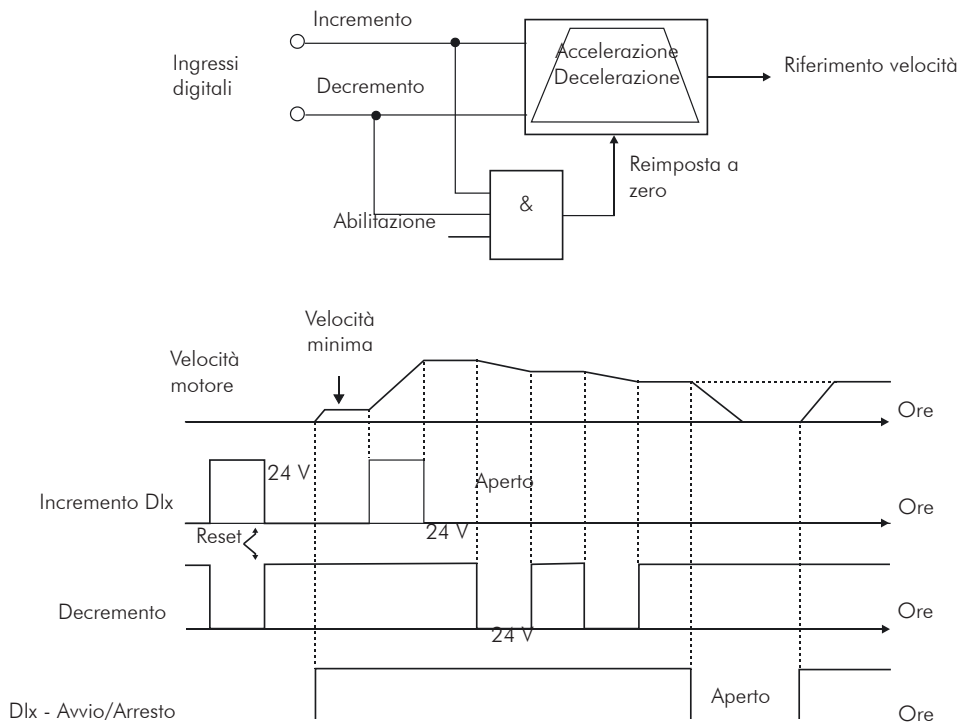 Incremento
Ingressi
digitali
Decremento
Accelerazione
Decelerazione
Riferimento velocità
Reimposta a
zero
&
Abilitazione
Velocità
minima
Velocità
motore
Ore
24 V
Aperto
Incremento DIx
Ore
Reset
24 V
Decremento
Ore
24 V
Aperto
DIx - Avvio/Arresto
Ore